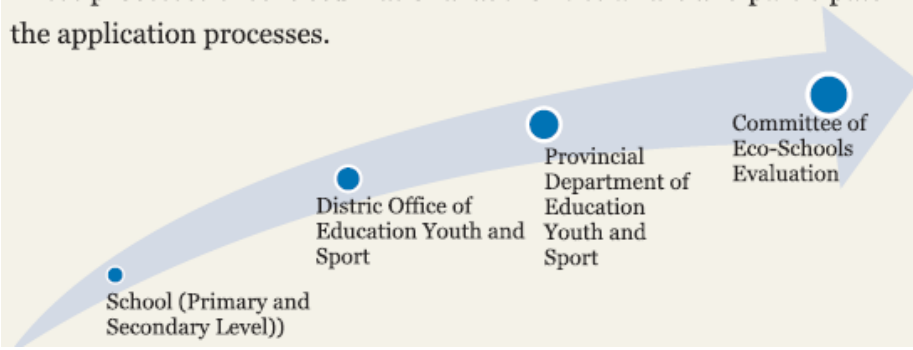 the application processes.
School (Primary and
Secondary Level))
Distric Office of
Education Youth and
Sport
Provincial
Department of
Education
Youth and
Sport
Committee of
Eco-Schools
Evaluation